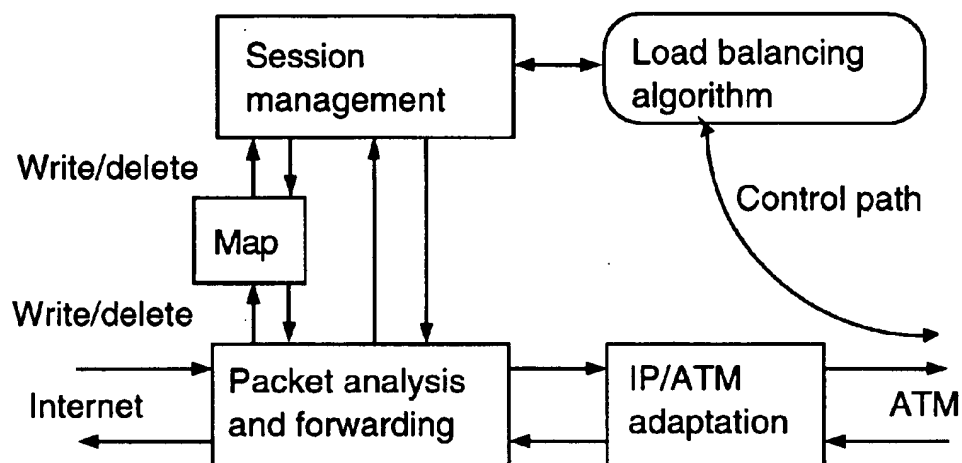 Session
management
Load balancing
algorithm
Write/delete
Map
Control path
Write/delete
Internet
Packet analysis
and forwarding
IP/ATM
adaptation
ATM